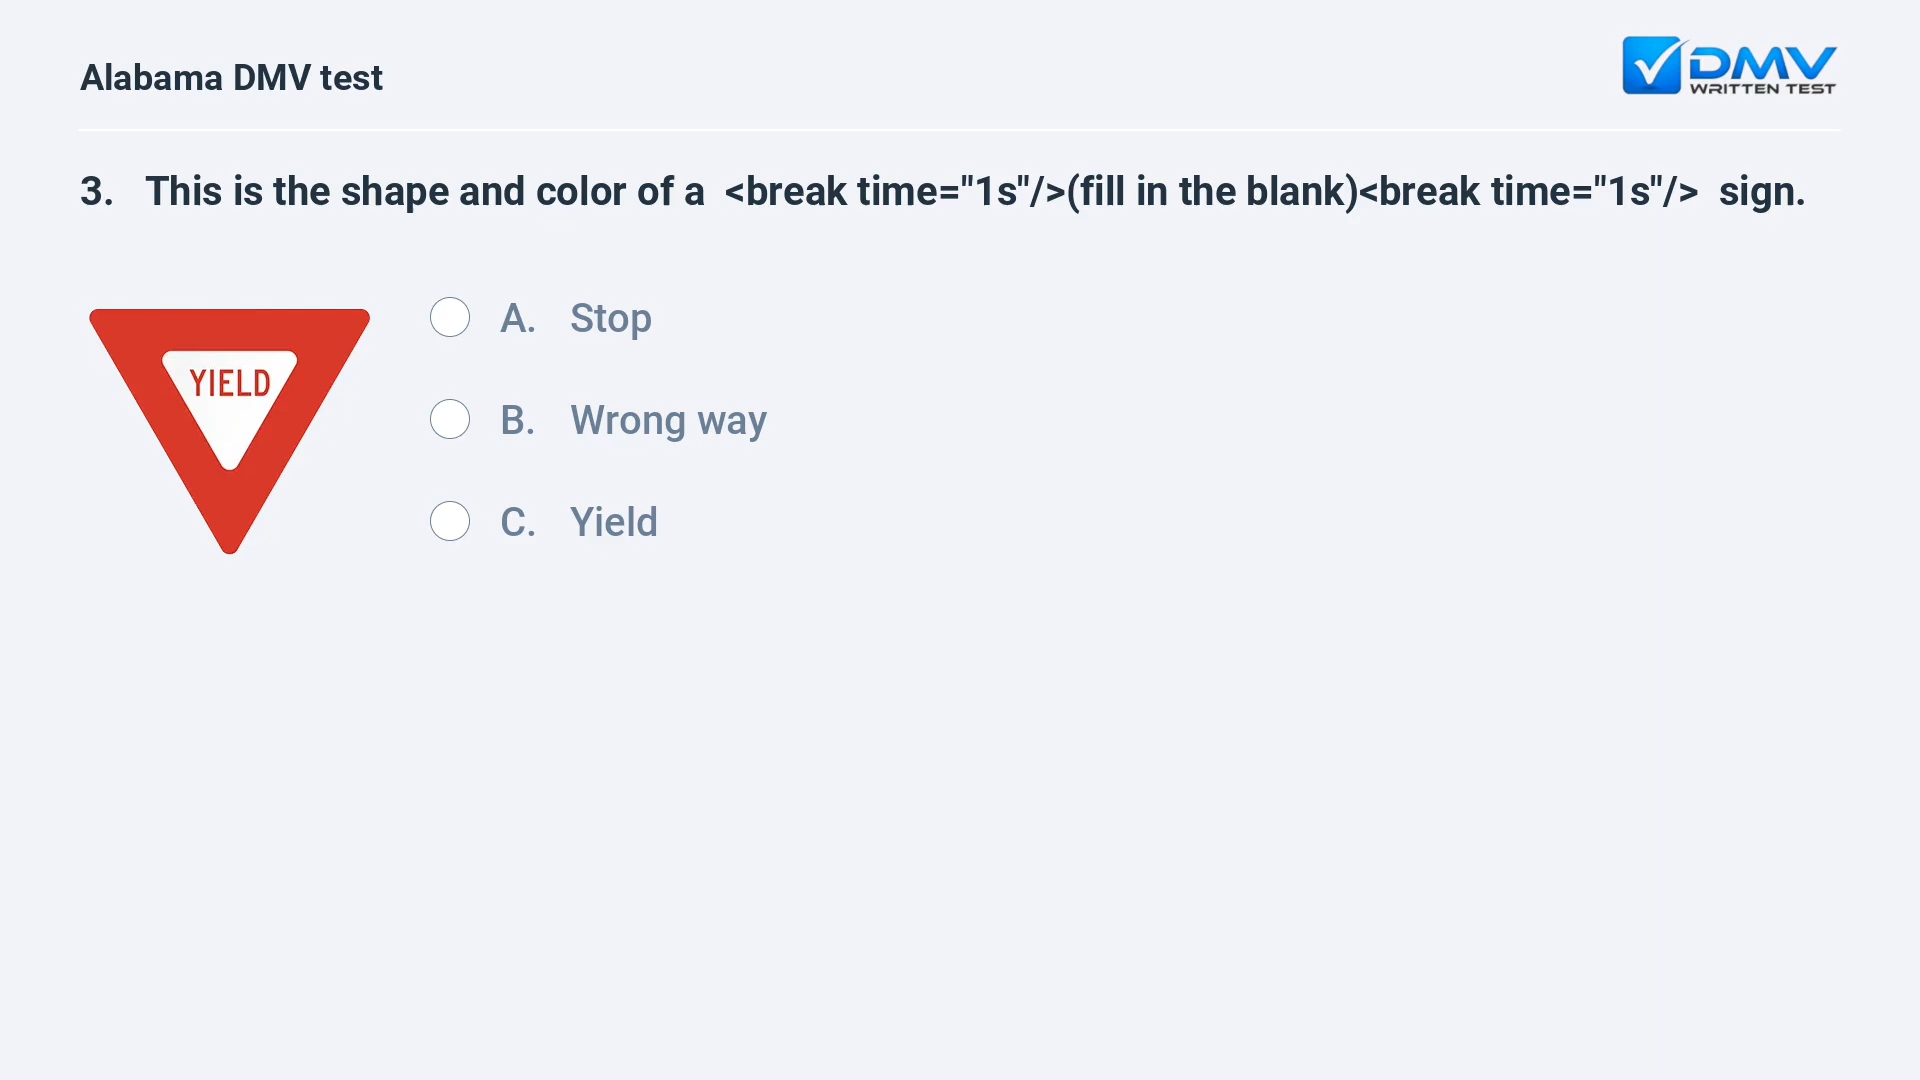 Alabama DMV test
DMV
WRITTEN TEST
3. This is the shape and color of a <break time="1s"/>(fill in the blank)<break time="1s"/> sign.
YIELD
A. Stop
B. Wrong way
C. Yield